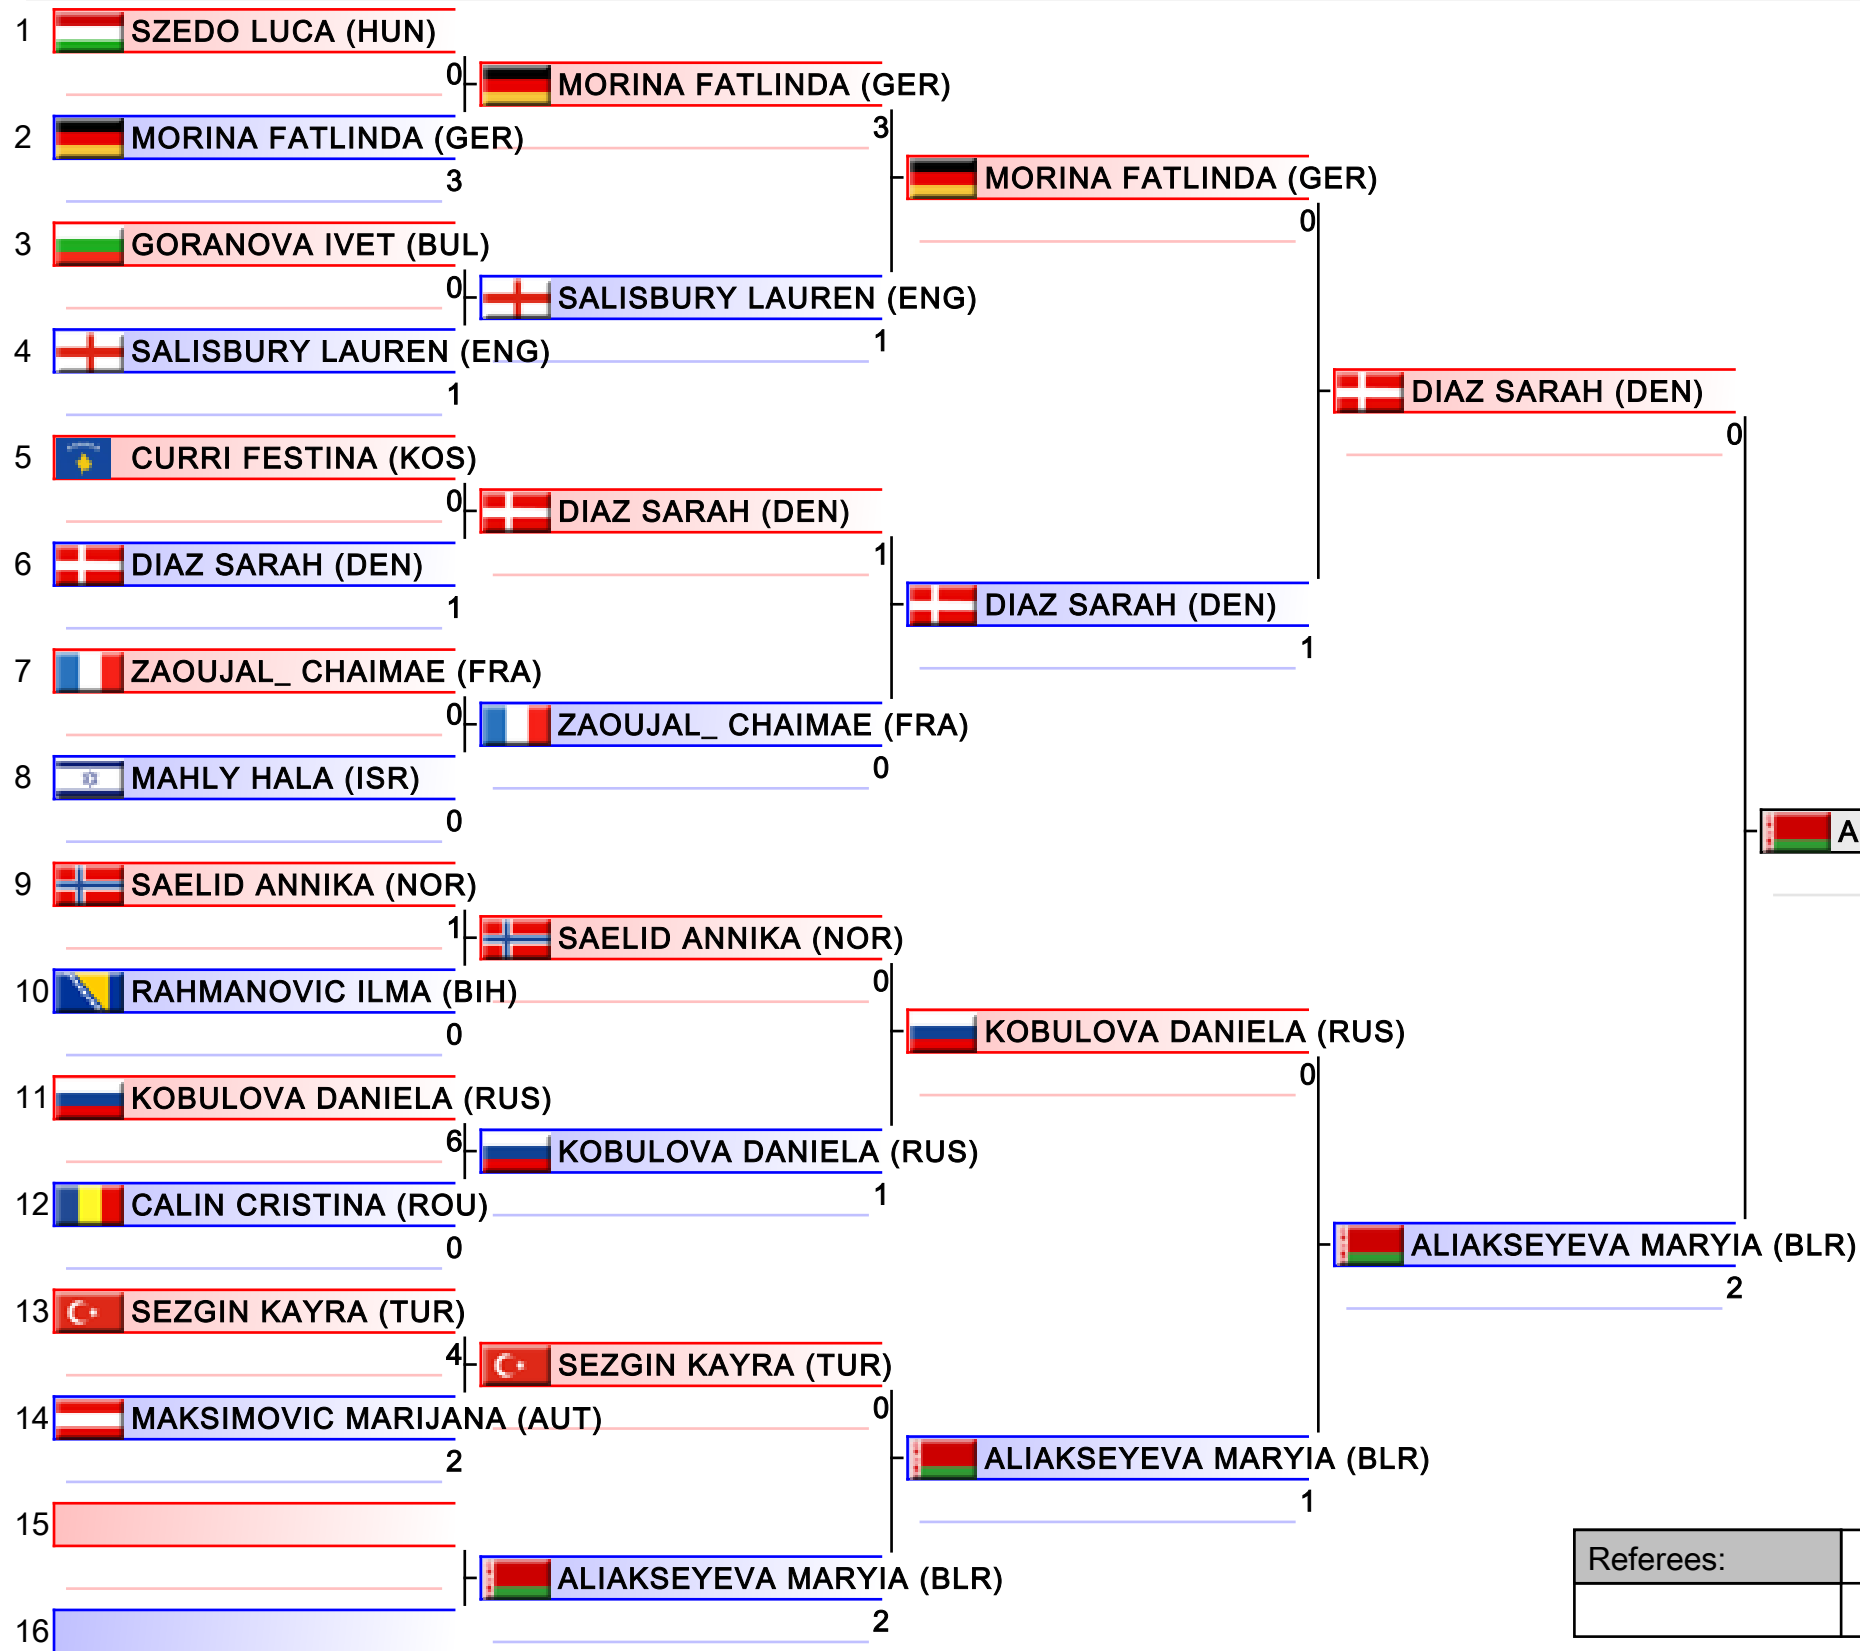 1 SZEDO LUCA (HUN)
0
MORINA FATLINDA (GER)
3
2 MORINA FATLINDA (GER)
3
MORINA FATLINDA (GER)
0
3 GORANOVA IVET (BUL)
0
SALISBURY LAUREN (ENG)
1
4 SALISBURY LAUREN (ENG)
1
DIAZ SARAH (DEN)
0
5 CURRI FESTINA (KOS)
0
DIAZ SARAH (DEN)
1
6 DIAZ SARAH (DEN)
1
DIAZ SARAH (DEN)
1
7 ZAOUJAL_ CHAIMAE (FRA)
0
ZAOUJAL_ CHAIMAE (FRA)
0
8 MAHLY HALA (ISR)
0
A
9 SAELID ANNIKA (NOR)
1
SAELID ANNIKA (NOR)
0
10 RAHMANOVIC ILMA (BIH)
0
KOBULOVA DANIELA (RUS)
0
11 KOBULOVA DANIELA (RUS)
6
KOBULOVA DANIELA (RUS)
1
12 CALIN CRISTINA (ROU)
0
ALIAKSEYEVA MARYIA (BLR)
2
13 SEZGIN KAYRA (TUR)
4
SEZGIN KAYRA (TUR)
0
14 MAKSIMOVIC MARIJANA (AUT)
2
ALIAKSEYEVA MARYIA (BLR)
1
15
ALIAKSEYEVA MARYIA (BLR)
2
16
Referees: